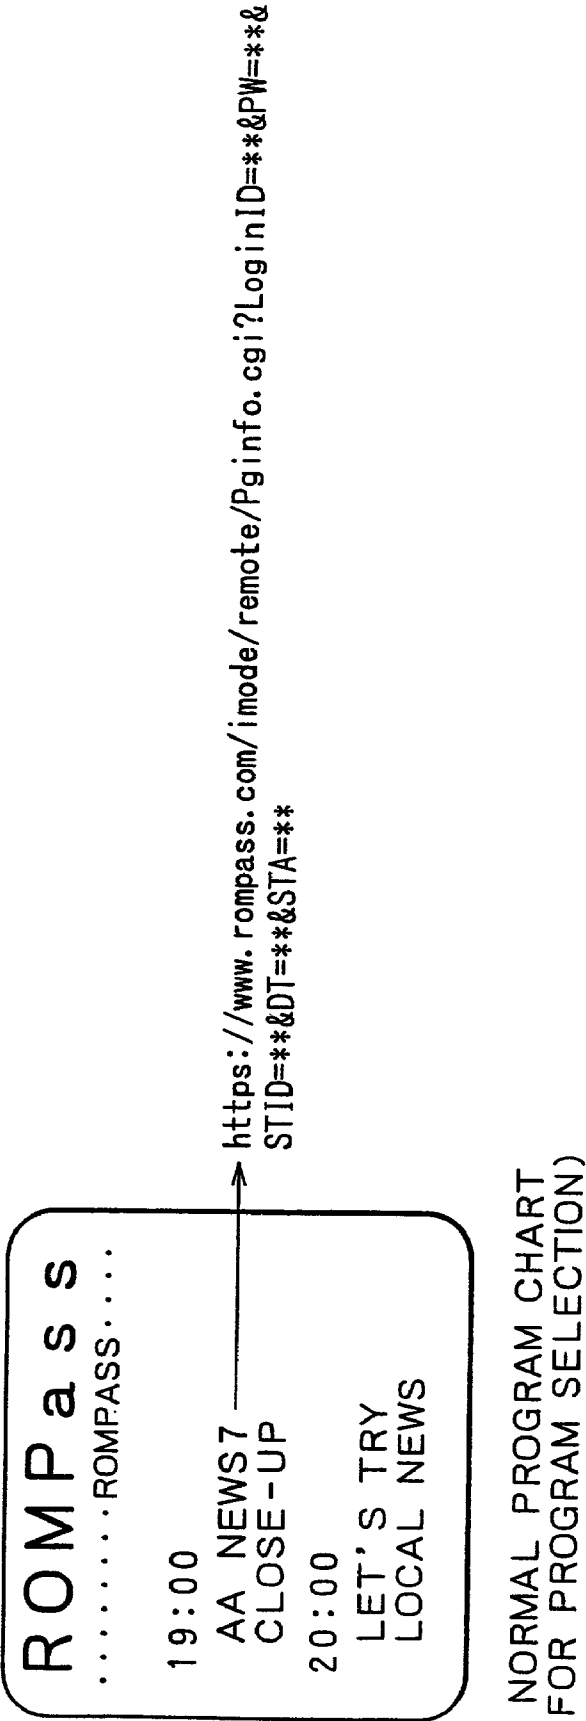 ROMPass
········ROMPASS····
19:00
AA NEWS7
CLOSE-UP
20:00
LET'S TRY
LOCAL NEWS
https://www.rompass.com/imode/remote/Pginfo.cgi?LoginID=**&PW=**&
STID=**&DT=**&STA=**
NORMAL PROGRAM CHART
FOR PROGRAM SELECTION)